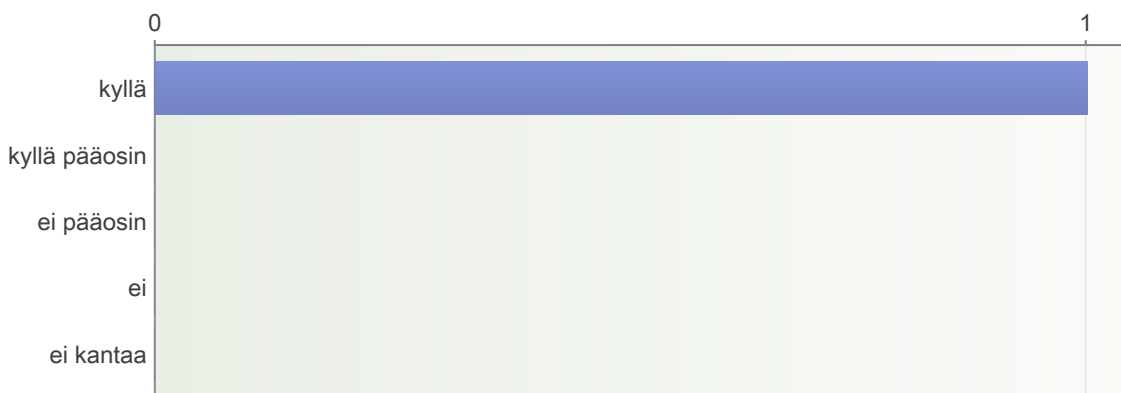 0 1
kyllä
kyllä pääosin
ei pääosin
ei
ei kantaa